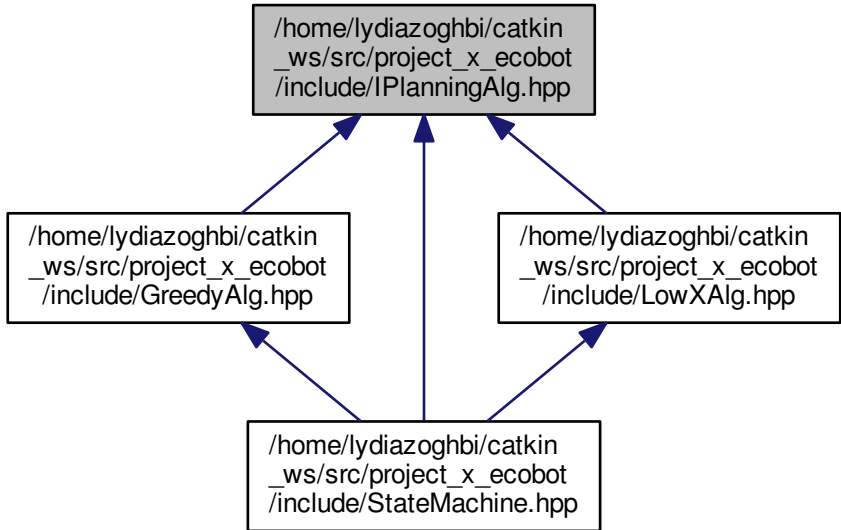 /home/lydiazoghbi/catkin
_ws/src/project_x_ecobot
/include/IPlanningAlg.hpp
/home/lydiazoghbi/catkin
_ws/src/project_x_ecobot
/include/GreedyAlg.hpp
/home/lydiazoghbi/catkin
_ws/src/project_x_ecobot
/include/LowXAlg.hpp
/home/lydiazoghbi/catkin
_ws/src/project_x_ecobot
/include/StateMachine.hpp